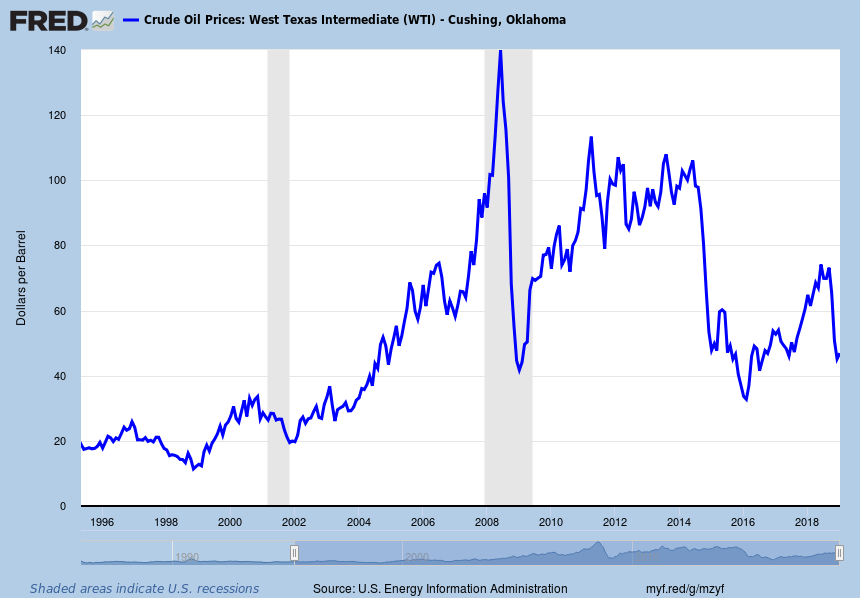 FRED
Crude Oil Prices: West Texas Intermediate (WTI) - Cushing, Oklahoma
140
120
100
80
60
40
20
0
Dollars per Barrel
1996 1998 2000 2002 2004 2006 2008 2010 2012 2014 2016 2018
1990 2000
Shaded areas indicate U.S. recessions
Source: U.S. Energy Information Administration
myf.red/g/mzyf